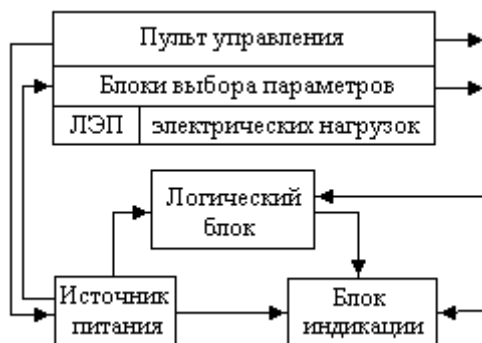 Пульт управления
Блоки выбора параметров
ЛЭП электрических нагрузок
Логический
блок
Источник
питания
Блок
индикации